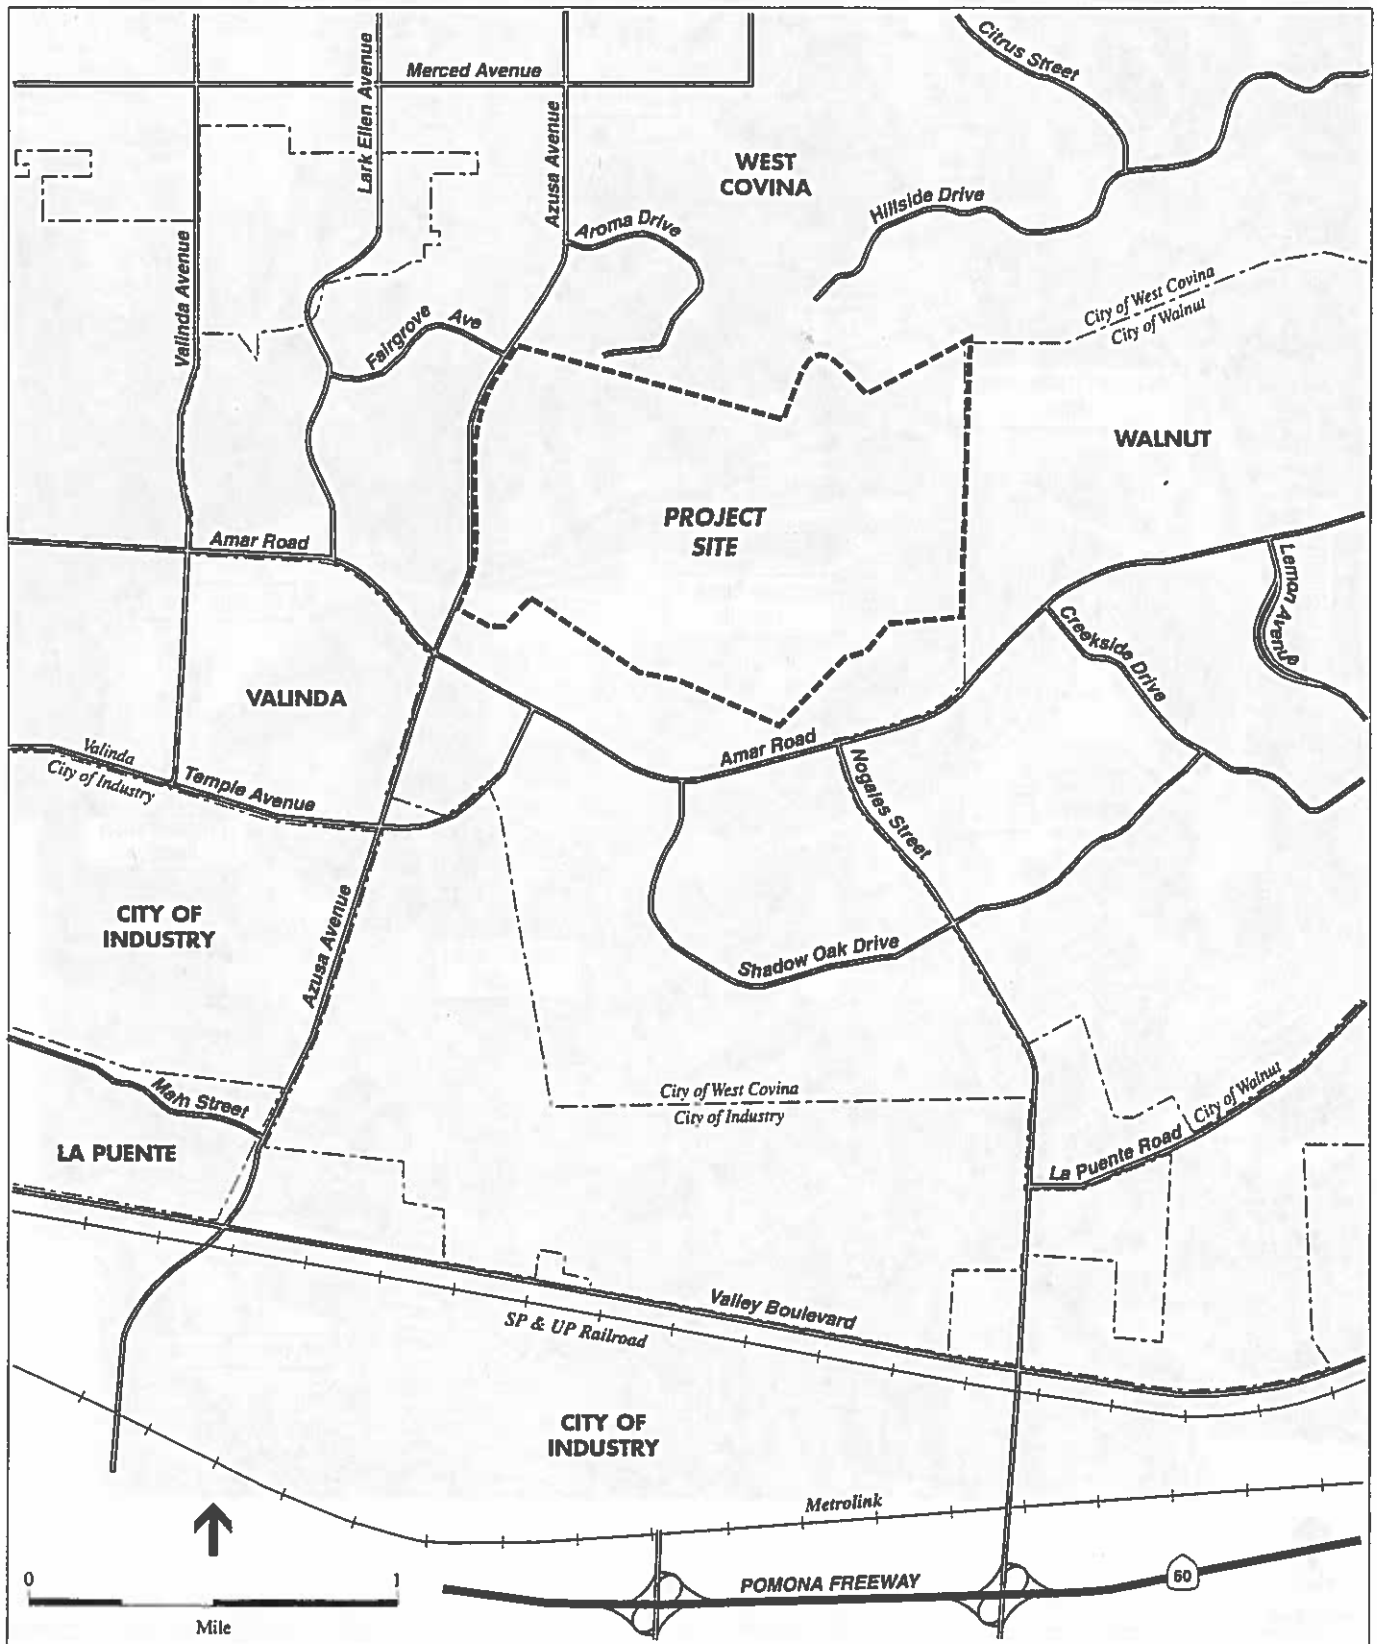 Citrus Street
Merced Avenue
Lark Ellen Avenue
Azusa Avenue
WEST
COVINA
Hillside Drive
Aroma Drive
Valinda Avenue
City of West Covina
City of Walnut
Fairgrove Ave
WALNUT
PROJECT
SITE
Amar Road
Leman Avenue
Creekside Drive
VALINDA
Amar Road
Valinda
City of Industry
Temple Avenue
Nogales Street
CITY OF
INDUSTRY
Azusa Avenue
Shadow Oak Drive
Main Street
City of West Covina
City of Industry
City of Walnut
LA PUENTE
La Puente Road
Valley Boulevard
SP & UP Railroad
CITY OF
INDUSTRY
Metrolink
0 1
Mile
POMONA FREEWAY
60